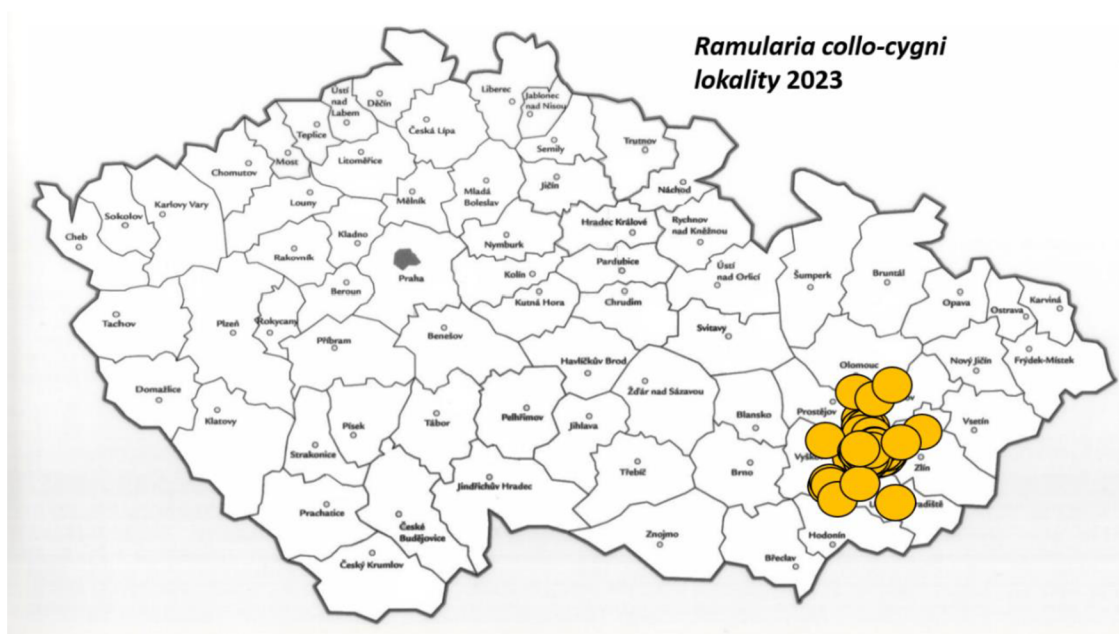 Ramularia collo-cygni
lokality 2023
Ústí
nad
Labem
Děčín
Liberec
Jablonec
nad Nisou
Teplice
Česká Lípa
Semily
Trutnov
Most
Litoměřice
Chomutov
Jičín
Náchod
Karlovy Vary
Sokolov
Louny
Mělník
Mladá
Boleslav
Hradec Králové
Rychnov
nad Kněžnou
Cheb
Kladno
Nymburk
Rakovník
Praha
Kolín
Pardubice
Ústí
nad Orlicí
Šumperk
Bruntál
Beroun
Kutná Hora
Chrudim
Opava
Karviná
Ostrava
Tachov
Plzeň
Rokycany
Příbram
Benešov
Svitavy
Havlíčkův Brod
Olomouc
Nový Jičín
Frýdek-Místek
Domažlice
Klatovy
Písek
Tábor
Pelhřimov
Jihlava
Žďár nad Sázavou
Blansko
Prostějov
Vsetín
Strakonice
Třebíč
Brno
Zlín
Jindřichův Hradec
Prachatice
České
Budějovice
Znojmo
Hodonín
Český Krumlov
Břeclav